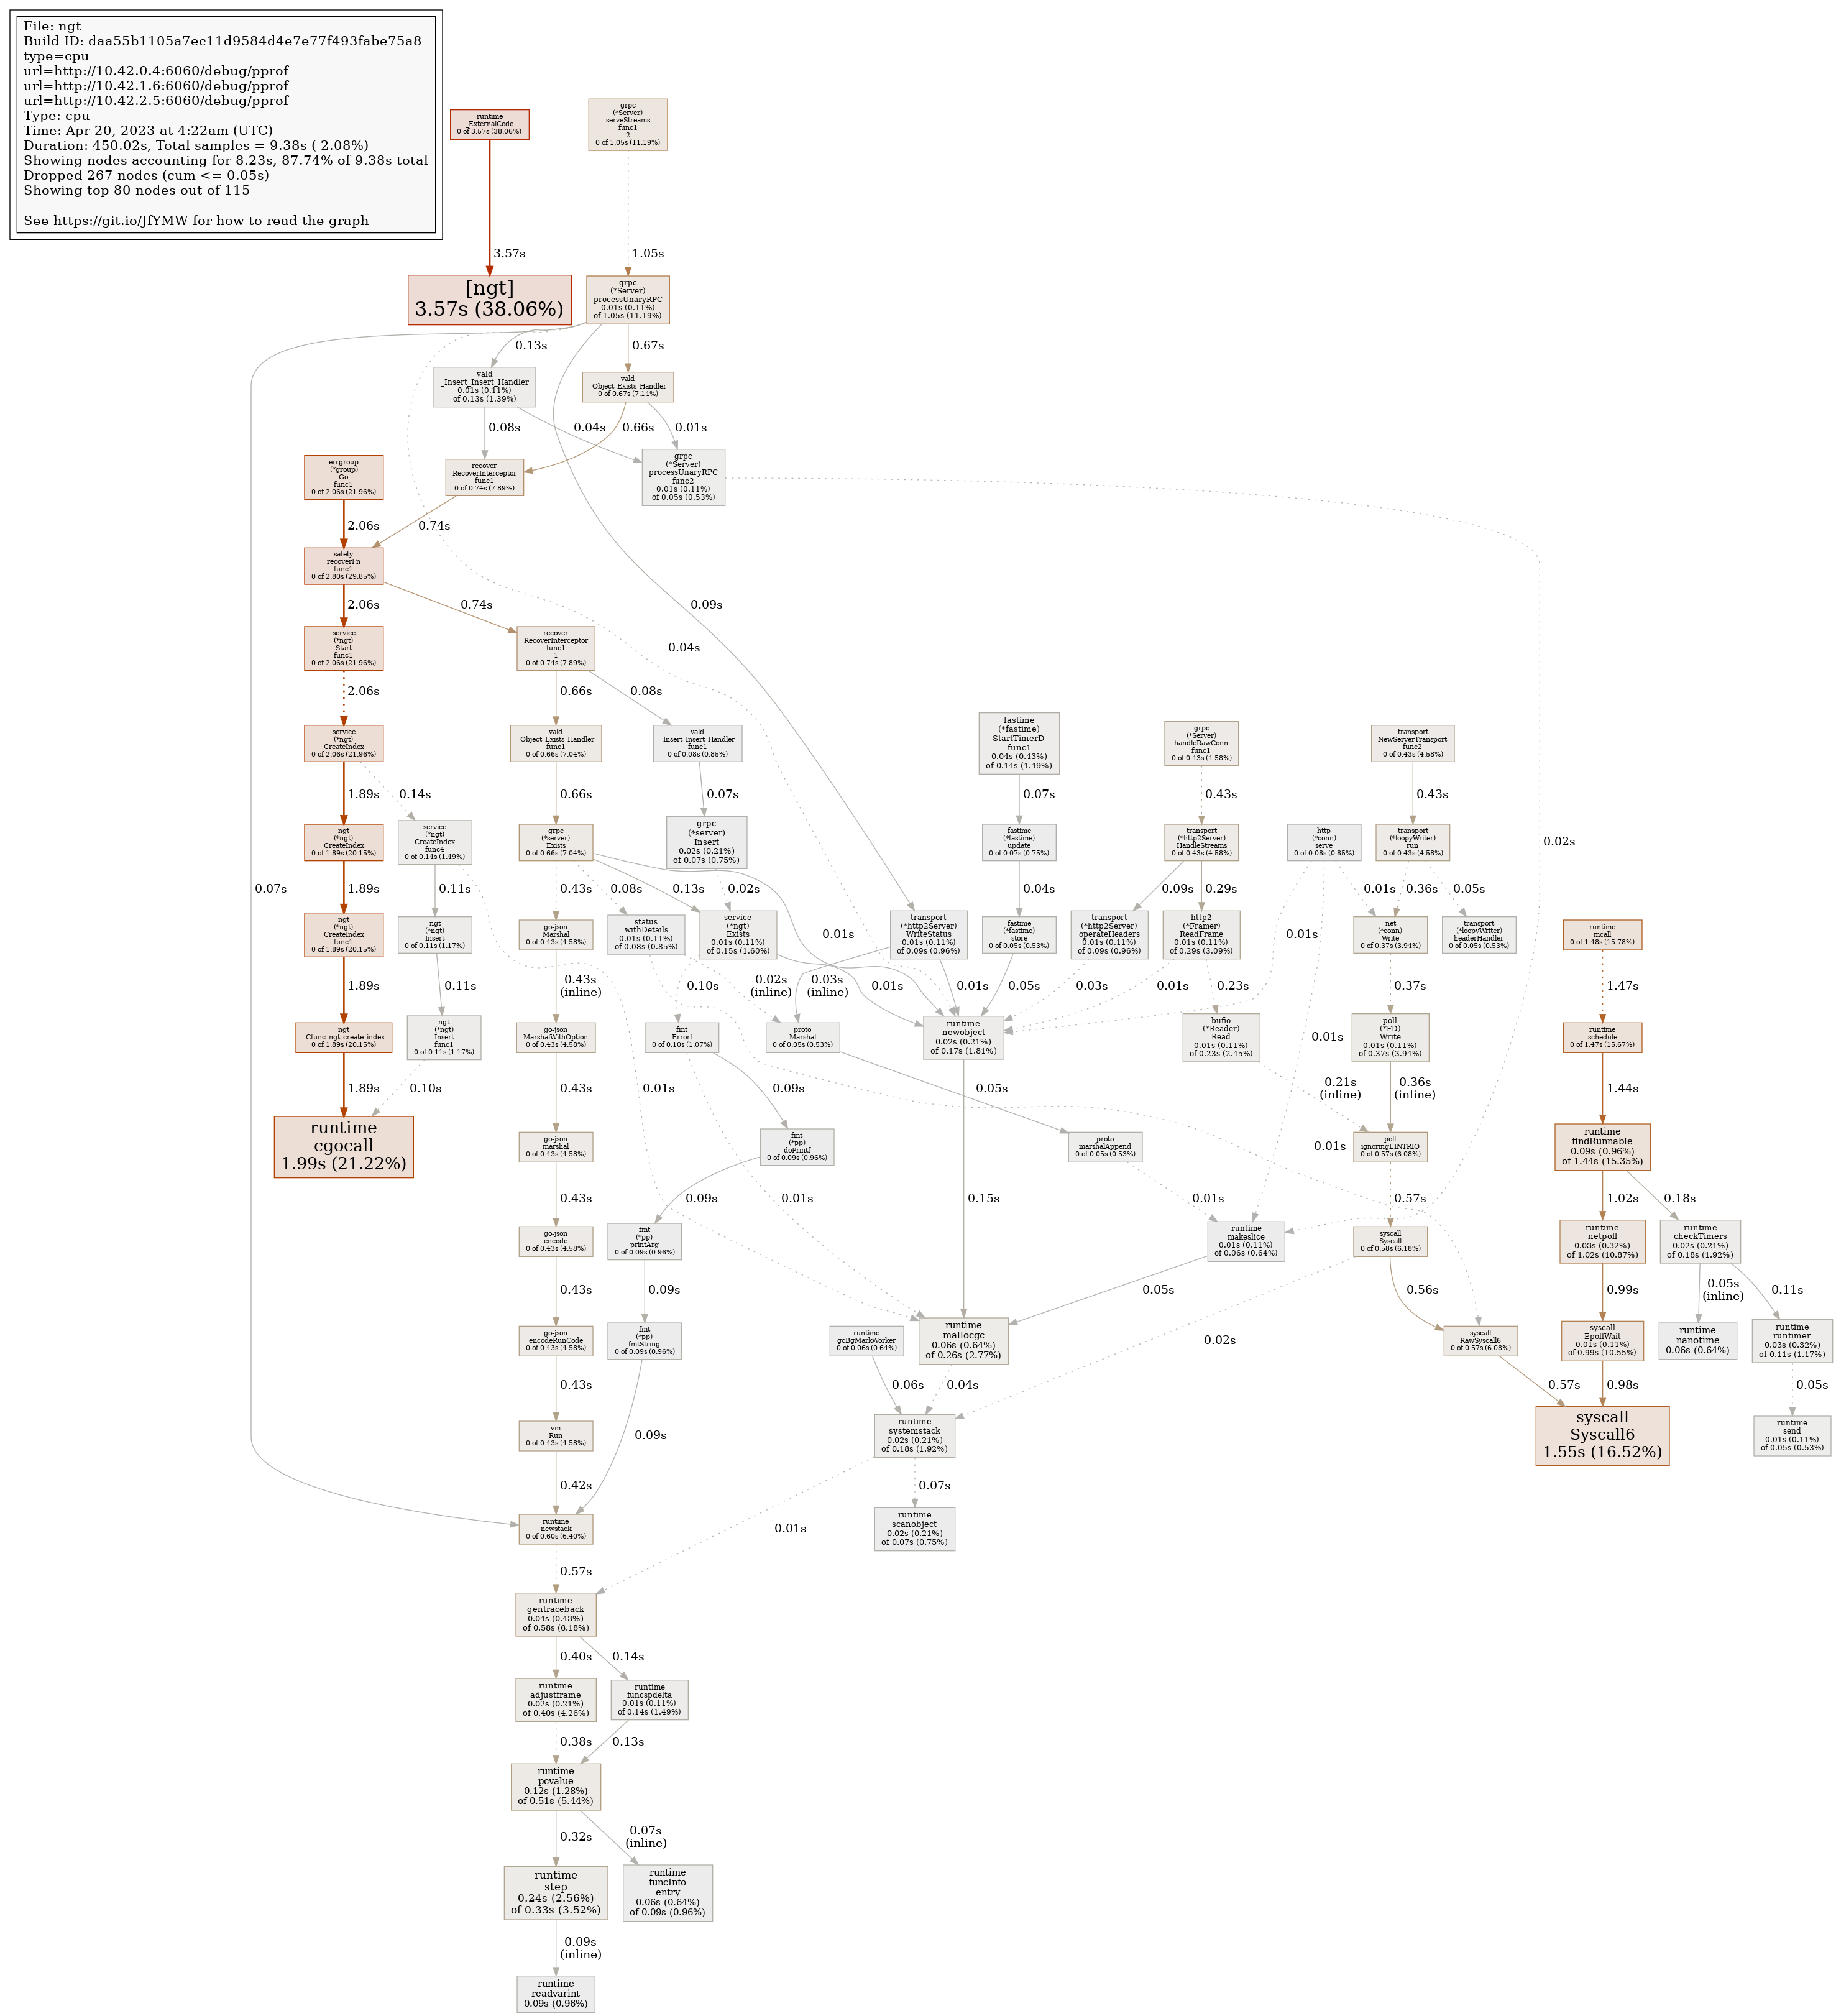 File: ngt
Build ID: daa55b1105a7ec11d9584d4e7e77f493fabe75a8
type=cpu
url=http://10.42.0.4:6060/debug/pprof
url=http://10.42.1.6:6060/debug/pprof
url=http://10.42.2.5:6060/debug/pprof
Type: cpu
Time: Apr 20, 2023 at 4:22am (UTC)
Duration: 450.02s, Total samples = 9.38s ( 2.08%)
Showing nodes accounting for 8.23s, 87.74% of 9.38s total
Dropped 267 nodes (cum <= 0.05s)
Showing top 80 nodes out of 115
See https://git.io/JfYMW for how to read the graph
runtime
_ExternalCode
0 of 3.57s (38.06%)
grpc
(*Server)
serveStreams
func1
2
0 of 1.05s (11.19%)
3.57s
1.05s
[ngt]
3.57s (38.06%)
grpc
(*Server)
processUnaryRPC
0.01s (0.11%)
of 1.05s (11.19%)
0.13s
0.67s
vald
_Insert_Insert_Handler
0.01s (0.11%)
of 0.13s (1.39%)
vald
_Object_Exists_Handler
0 of 0.67s (7.14%)
0.08s
0.04s
0.66s
0.01s
errgroup
(*group)
Go
func1
0 of 2.06s (21.96%)
recover
RecoverInterceptor
func1
0 of 0.74s (7.89%)
grpc
(*Server)
processUnaryRPC
func2
0.01s (0.11%)
of 0.05s (0.53%)
2.06s
0.74s
safety
recoverFn
func1
0 of 2.80s (29.85%)
2.06s
0.74s
0.09s
service
(*ngt)
Start
func1
0 of 2.06s (21.96%)
recover
RecoverInterceptor
func1
1
0 of 0.74s (7.89%)
0.04s
2.06s
0.66s
0.08s
service
(*ngt)
CreateIndex
0 of 2.06s (21.96%)
vald
_Object_Exists_Handler
func1
0 of 0.66s (7.04%)
vald
_Insert_Insert_Handler
func1
0 of 0.08s (0.85%)
fastime
(*fastime)
StartTimerD
func1
0.04s (0.43%)
of 0.14s (1.49%)
grpc
(*Server)
handleRawConn
func1
0 of 0.43s (4.58%)
transport
NewServerTransport
func2
0 of 0.43s (4.58%)
1.89s
0.14s
0.66s
0.07s
0.07s
0.43s
0.43s
ngt
(*ngt)
CreateIndex
0 of 1.89s (20.15%)
service
(*ngt)
CreateIndex
func4
0 of 0.14s (1.49%)
grpc
(*server)
Exists
0 of 0.66s (7.04%)
grpc
(*server)
Insert
0.02s (0.21%)
of 0.07s (0.75%)
fastime
(*fastime)
update
0 of 0.07s (0.75%)
transport
(*http2Server)
HandleStreams
0 of 0.43s (4.58%)
http
(*conn)
serve
0 of 0.08s (0.85%)
transport
(*loopyWriter)
run
0 of 0.43s (4.58%)
0.02s
0.07s
1.89s
0.11s
0.43s
0.08s
0.13s
0.02s
0.04s
0.09s
0.29s
0.01s
0.36s
0.05s
ngt
(*ngt)
CreateIndex
func1
0 of 1.89s (20.15%)
ngt
(*ngt)
Insert
0 of 0.11s (1.17%)
go-json
Marshal
0 of 0.43s (4.58%)
status
withDetails
0.01s (0.11%)
of 0.08s (0.85%)
service
(*ngt)
Exists
0.01s (0.11%)
of 0.15s (1.60%)
0.01s
transport
(*http2Server)
WriteStatus
0.01s (0.11%)
of 0.09s (0.96%)
fastime
(*fastime)
store
0 of 0.05s (0.53%)
transport
(*http2Server)
operateHeaders
0.01s (0.11%)
of 0.09s (0.96%)
http2
(*Framer)
ReadFrame
0.01s (0.11%)
of 0.29s (3.09%)
0.01s
net
(*conn)
Write
0 of 0.37s (3.94%)
transport
(*loopyWriter)
headerHandler
0 of 0.05s (0.53%)
runtime
mcall
0 of 1.48s (15.78%)
1.89s
0.11s
0.43s
(inline)
0.10s
0.02s
(inline)
0.03s
(inline)
0.01s
0.01s
0.05s
0.03s
0.01s
0.23s
0.37s
1.47s
ngt
_Cfunc_ngt_create_index
0 of 1.89s (20.15%)
ngt
(*ngt)
Insert
func1
0 of 0.11s (1.17%)
go-json
MarshalWithOption
0 of 0.43s (4.58%)
fmt
Errorf
0 of 0.10s (1.07%)
proto
Marshal
0 of 0.05s (0.53%)
runtime
newobject
0.02s (0.21%)
of 0.17s (1.81%)
bufio
(*Reader)
Read
0.01s (0.11%)
of 0.23s (2.45%)
0.01s
poll
(*FD)
Write
0.01s (0.11%)
of 0.37s (3.94%)
runtime
schedule
0 of 1.47s (15.67%)
1.89s
0.10s
0.43s
0.01s
0.09s
0.05s
0.21s
(inline)
0.36s
(inline)
1.44s
runtime
cgocall
1.99s (21.22%)
go-json
marshal
0 of 0.43s (4.58%)
fmt
(*pp)
doPrintf
0 of 0.09s (0.96%)
proto
marshalAppend
0 of 0.05s (0.53%)
0.01s
poll
ignoringEINTRIO
0 of 0.57s (6.08%)
runtime
findRunnable
0.09s (0.96%)
of 1.44s (15.35%)
0.43s
0.09s
0.01s
0.15s
0.01s
0.57s
1.02s
0.18s
go-json
encode
0 of 0.43s (4.58%)
fmt
(*pp)
printArg
0 of 0.09s (0.96%)
runtime
makeslice
0.01s (0.11%)
of 0.06s (0.64%)
syscall
Syscall
0 of 0.58s (6.18%)
runtime
netpoll
0.03s (0.32%)
of 1.02s (10.87%)
runtime
checkTimers
0.02s (0.21%)
of 0.18s (1.92%)
0.43s
0.09s
0.05s
0.56s
0.99s
0.05s
(inline)
0.11s
go-json
encodeRunCode
0 of 0.43s (4.58%)
fmt
(*pp)
fmtString
0 of 0.09s (0.96%)
runtime
gcBgMarkWorker
0 of 0.06s (0.64%)
runtime
mallocgc
0.06s (0.64%)
of 0.26s (2.77%)
0.02s
syscall
RawSyscall6
0 of 0.57s (6.08%)
syscall
EpollWait
0.01s (0.11%)
of 0.99s (10.55%)
runtime
nanotime
0.06s (0.64%)
runtime
runtimer
0.03s (0.32%)
of 0.11s (1.17%)
0.43s
0.06s
0.04s
0.57s
0.98s
0.05s
vm
Run
0 of 0.43s (4.58%)
0.09s
runtime
systemstack
0.02s (0.21%)
of 0.18s (1.92%)
syscall
Syscall6
1.55s (16.52%)
runtime
send
0.01s (0.11%)
of 0.05s (0.53%)
0.42s
0.07s
runtime
newstack
0 of 0.60s (6.40%)
0.01s
runtime
scanobject
0.02s (0.21%)
of 0.07s (0.75%)
0.57s
runtime
gentraceback
0.04s (0.43%)
of 0.58s (6.18%)
0.40s
0.14s
runtime
adjustframe
0.02s (0.21%)
of 0.40s (4.26%)
runtime
funcspdelta
0.01s (0.11%)
of 0.14s (1.49%)
0.38s
0.13s
runtime
pcvalue
0.12s (1.28%)
of 0.51s (5.44%)
0.32s
0.07s
(inline)
runtime
step
0.24s (2.56%)
of 0.33s (3.52%)
runtime
funcInfo
entry
0.06s (0.64%)
of 0.09s (0.96%)
0.09s
(inline)
runtime
readvarint
0.09s (0.96%)